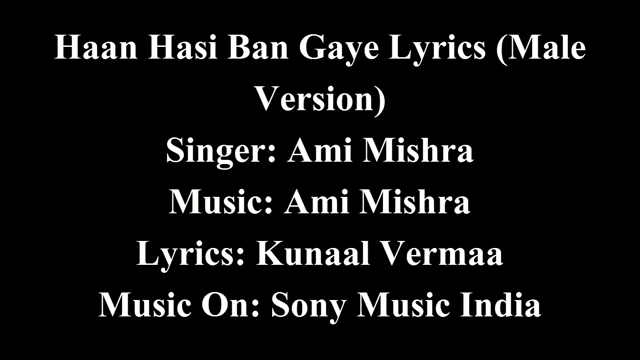 Haan Hasi Ban Gaye Lyrics (Male
Version)
Singer: Ami Mishra
Music: Ami Mishra
Lyrics: Kunaal Vermaa
Music On: Sony Music India